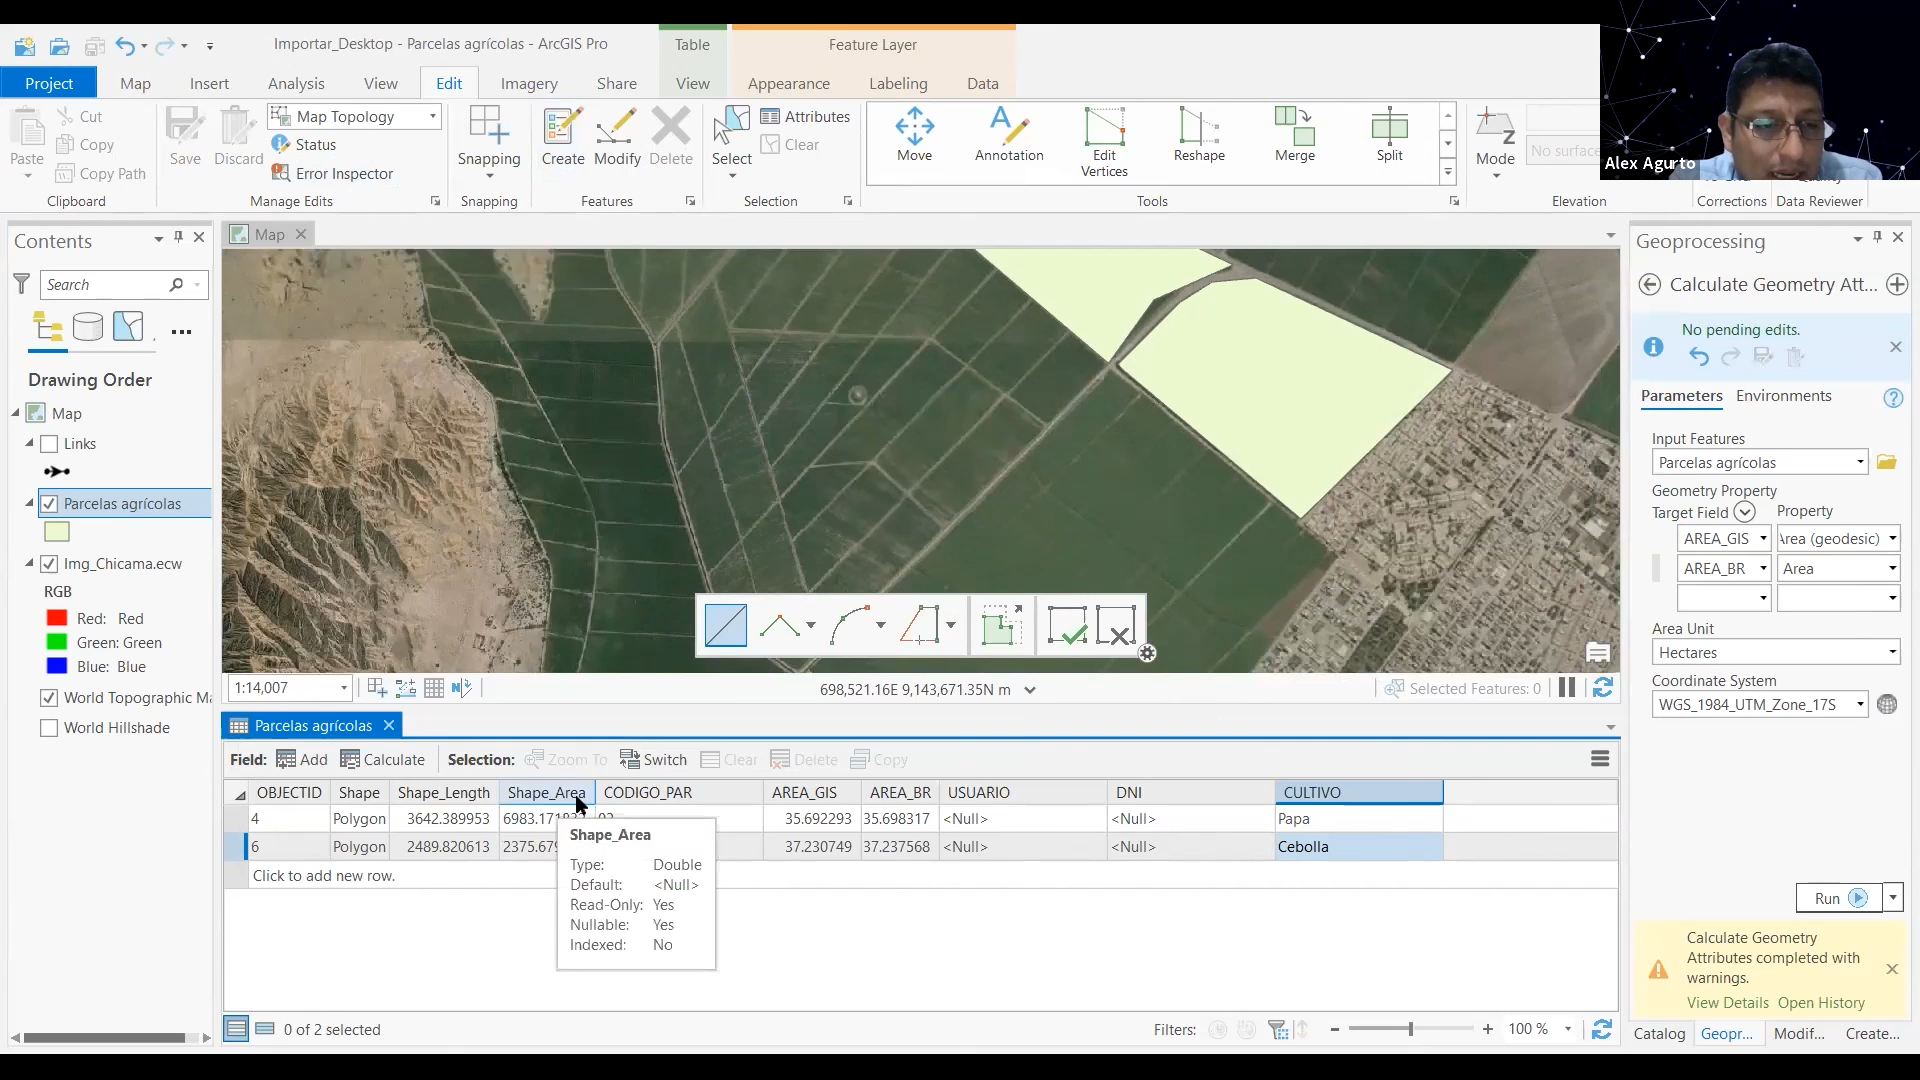 Importar_Desktop - Parcelas agrícolas - ArcGIS Pro
Table
Feature Layer
Project
Map
Insert
Analysis
View
Edit
Imagery
Share
View
Appearance
Labeling
Data
Paste
Cut
Copy
Copy Path
Clipboard
Save
Discard
Map Topology
Status
Error Inspector
Manage Edits
Snapping
Snapping
Create
Modify
Delete
Features
Select
Attributes
Clear
Selection
Move
Annotation
Edit
Vertices
Reshape
Merge
Split
Tools
Mode
Z
Elevation
Corrections
Data Reviewer
Alex Agurto
Contents
Search
Drawing Order
Map
Links
Parcelas agrícolas
Img_Chicama.ecw
RGB
Red: Red
Green: Green
Blue: Blue
World Topographic Ma
World Hillshade
Map
1:14,007
698,521.16E 9,143,671.35N m
Selected Features: 0
Parcelas agrícolas
Field: Add Calculate Selection: Zoom To Switch Clear Delete Copy
OBJECTID Shape Shape_Length Shape_Area CODIGO_PAR AREA_GIS AREA_BR USUARIO DNI CULTIVO
4 Polygon 3642.389953 35.692293 35.698317 <Null> <Null> Papa
6 Polygon 2489.820613 37.230749 37.237568 <Null> <Null> Cebolla
Click to add new row.
Shape_Area
Type: Double
Default: <Null>
Read-Only: Yes
Nullable: Yes
Indexed: No
0 of 2 selected
Filters:
100 %
Geoprocessing
Calculate Geometry Att...
No pending edits.
Parameters Environments
Input Features
Parcelas agrícolas
Geometry Property
Target Field Property
AREA_GIS (geodesic)
AREA_BR Area
Area Unit
Hectares
Coordinate System
WGS_1984_UTM_Zone_17S
Run
Calculate Geometry
Attributes completed with
warnings.
View Details Open History
Catalog Geopr... Modif... Create...